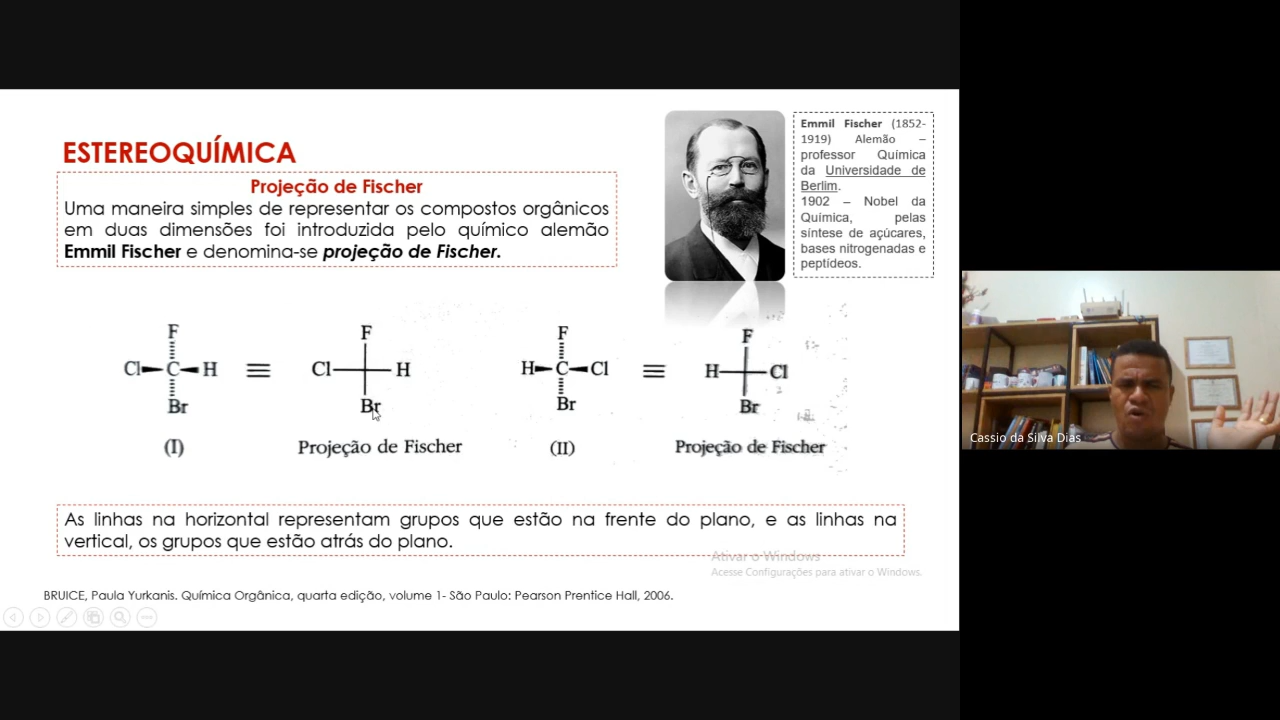 ESTEREOQUÍMICA
Projeção de Fischer
Uma maneira simples de representar os compostos orgânicos
em duas dimensões foi introduzida pelo químico alemão
Emmil Fischer e denomina-se projeção de Fischer.
Emmil Fischer (1852-
1919) Alemão –
professor Química
da Universidade de
Berlim.
1902 – Nobel da
Química, pelas
síntese de açúcares,
bases nitrogenadas e
peptídeos.
F
Cl C H
Br
(I)
≡
F
Cl H
Br
Projeção de Fischer
F
H C Cl
Br
(II)
≡
F
H Cl
Br
Projeção de Fischer
As linhas na horizontal representam grupos que estão na frente do plano, e as linhas na
vertical, os grupos que estão atrás do plano.
Ativar o Windows
Acesse Configurações para ativar o Windows.
BRUICE, Paula Yurkanis. Química Orgânica, quarta edição, volume 1- São Paulo: Pearson Prentice Hall, 2006.
Cassio da Silva Dias